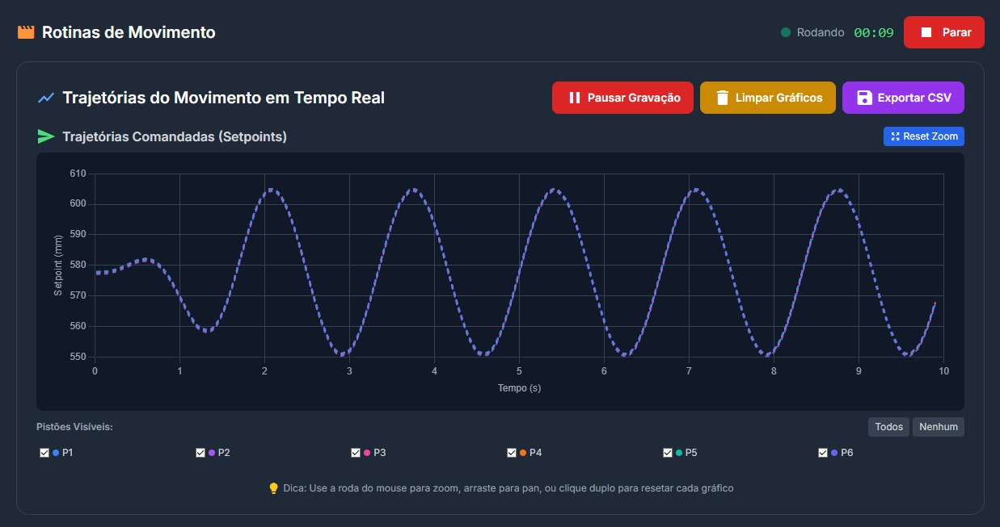 Rotinas de Movimento
Rodando 00:09 Parar
Trajetórias do Movimento em Tempo Real
Pausar Gravação Limpar Gráficos Exportar CSV
Trajetórias Comandadas (Setpoints)
Reset Zoom
610
600
590
580
570
560
550
Setpoint (mm)
0 1 2 3 4 5 6 7 8 9 10
Tempo (s)
Pistões Visíveis:
Todos Nenhum
P1 P2 P3 P4 P5 P6
Dica: Use a roda do mouse para zoom, arraste para pan, ou clique duplo para resetar cada gráfico